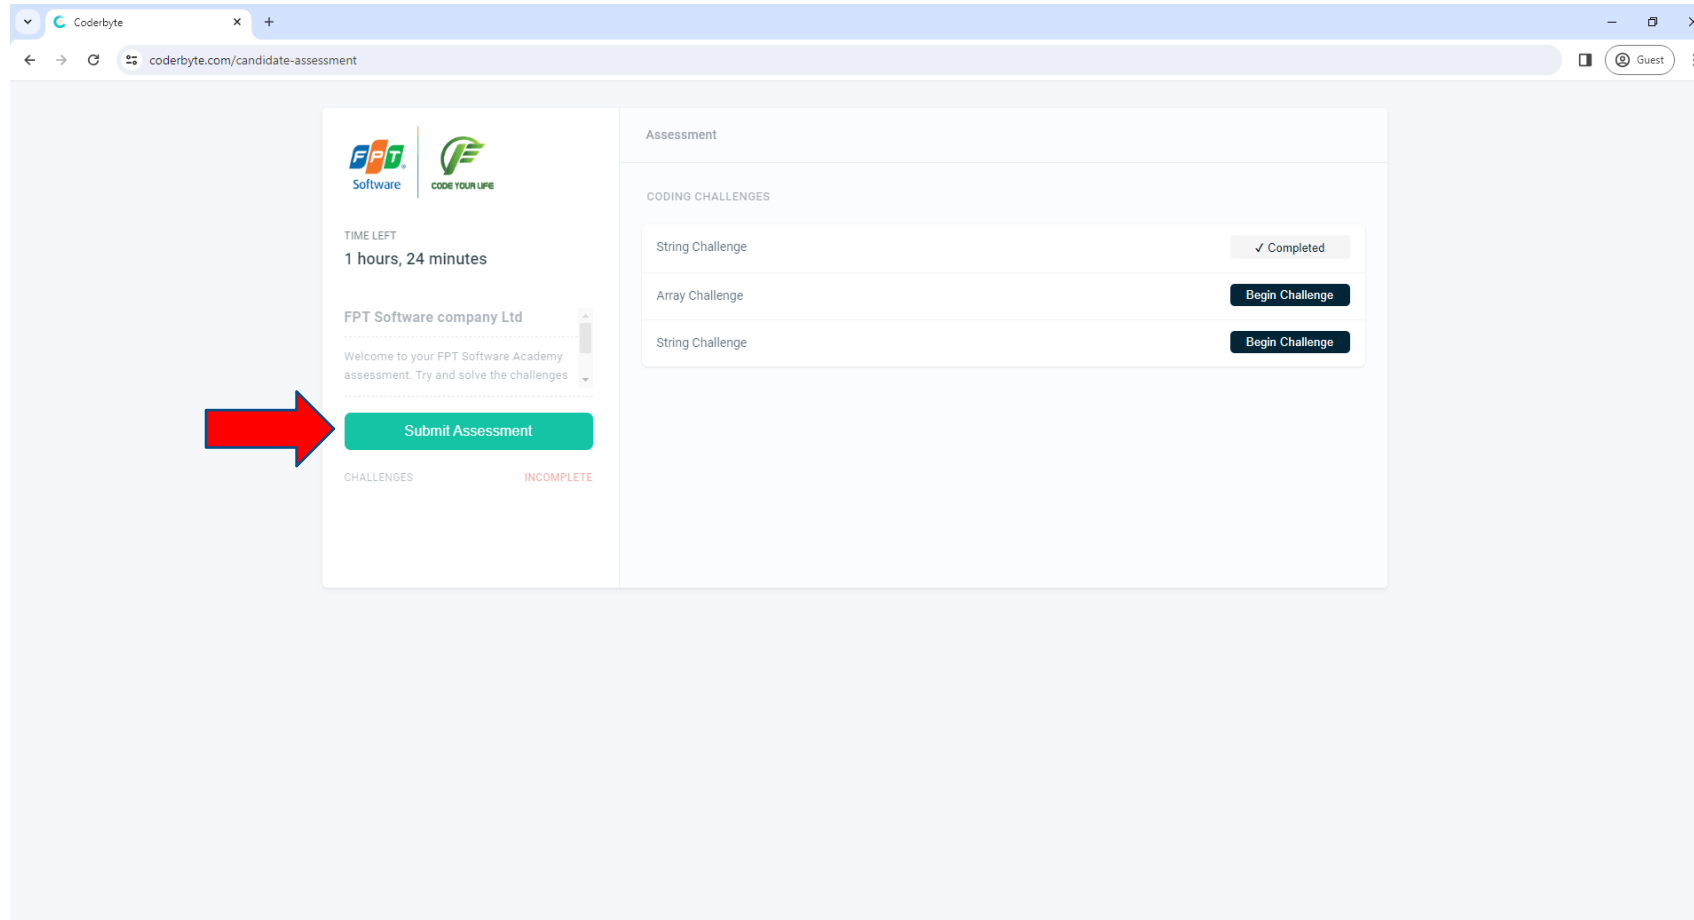 Coderbyte
coderbyte.com/candidate-assessment
Guest
FPT
Software
CODE YOUR LIFE
TIME LEFT
1 hours, 24 minutes
FPT Software company Ltd
Welcome to your FPT Software Academy
assessment. Try and solve the challenges
Submit Assessment
CHALLENGES INCOMPLETE
Assessment
CODING CHALLENGES
String Challenge ✓ Completed
Array Challenge Begin Challenge
String Challenge Begin Challenge